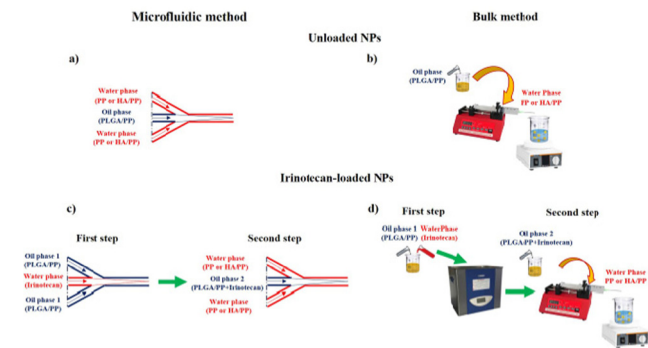 Microfluidic method
Bulk method
Unloaded NPs
a)
b)
Water phase
(PP or HA/PP)
Oil phase
(PLGA/PP)
Water phase
(PP or HA/PP)
Oil phase
(PLGA/PP)
Water Phase
PP or HA/PP
Irinotecan-loaded NPs
c)
First step
Second step
Oil phase 1
(PLGA/PP)
Water phase
(Irinotecan)
Oil phase 1
(PLGA/PP)
Water phase
(PP or HA/PP)
Oil phase 2
(PLGA/PP+Irinotecan)
Water phase
(PP or HA/PP)
d)
First step
Second step
Oil phase 1 WaterPhase
(PLGA/PP) (Irinotecan)
Oil phase 2
(PLGA/PP+Irinotecan)
Water Phase
PP or HA/PP